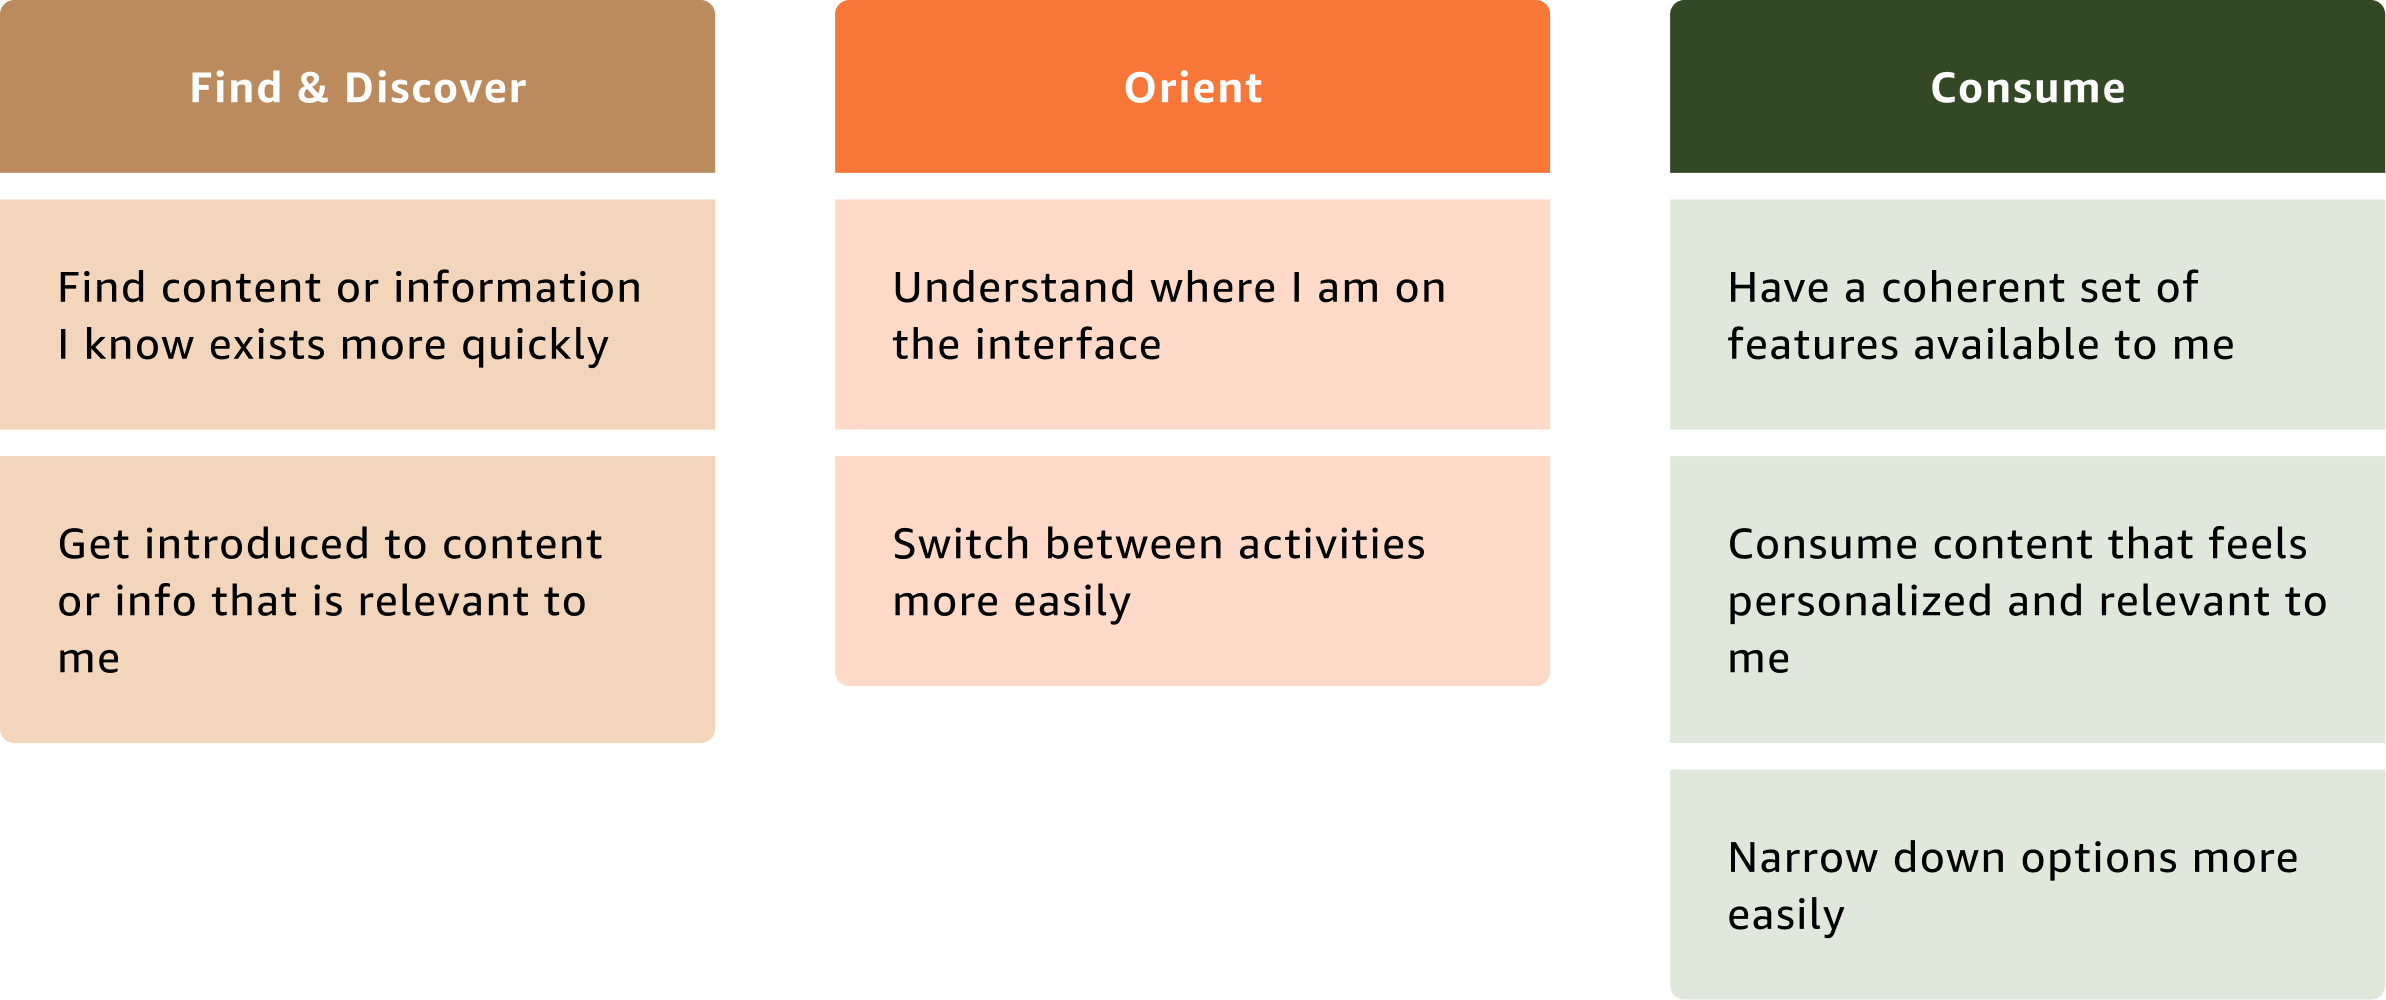 Find & Discover
Find content or information
I know exists more quickly
Get introduced to content
or info that is relevant to
me
Orient
Understand where I am on
the interface
Switch between activities
more easily
Consume
Have a coherent set of
features available to me
Consume content that feels
personalized and relevant to
me
Narrow down options more
easily